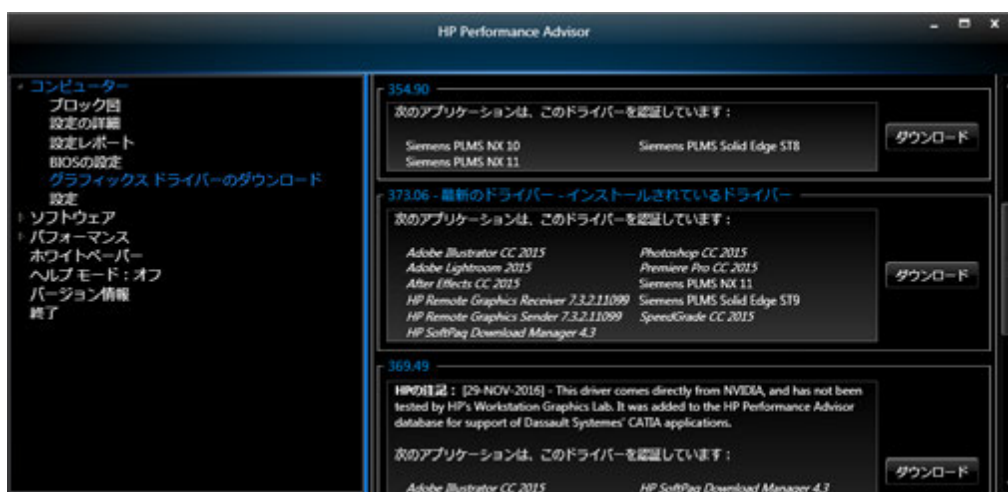 HP Performance Advisor
コンピューター
ブロック図
設定の詳細
設定レポート
BIOSの設定
グラフィックス ドライバーのダウンロード
設定
ソフトウェア
パフォーマンス
ホワイトペーパー
ヘルプ モード：オフ
バージョン情報
終了
354.90
次のアプリケーションは、このドライバーを認証しています：
Siemens PLMS NX 10 Siemens PLMS Solid Edge ST8
Siemens PLMS NX 11
ダウンロード
373.06 - 最新のドライバー - インストールされているドライバー
次のアプリケーションは、このドライバーを認証しています：
Adobe Illustrator CC 2015 Photoshop CC 2015
Adobe Lightroom 2015 Premiere Pro CC 2015
After Effects CC 2015 Siemens PLMS NX 11
HP Remote Graphics Receiver 7.3.2.11099 Siemens PLMS Solid Edge ST9
HP Remote Graphics Sender 7.3.2.11099 SpeedGrade CC 2015
HP SoftPaq Download Manager 4.3
ダウンロード
369.49
HPの注記： [29-NOV-2016] - This driver comes directly from NVIDIA, and has not been
tested by HP's Workstation Graphics Lab. It was added to the HP Performance Advisor
database for support of Dassault Systemes' CATIA applications.
次のアプリケーションは、このドライバーを認証しています：
Adobe Illustrator CC 2015 HP SoftPaq Download Manager 4.3
ダウンロード